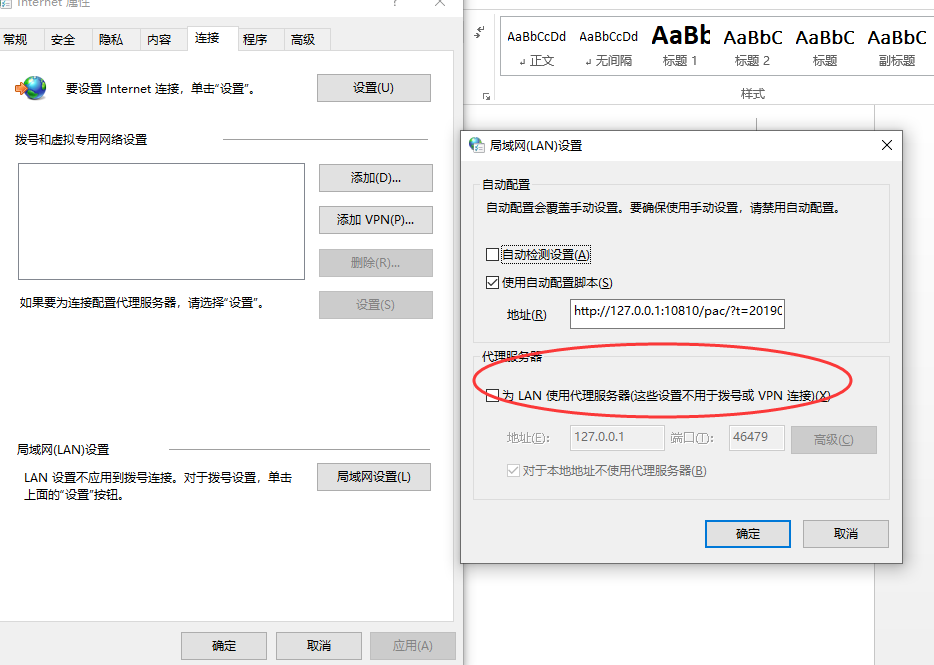 Internet 属性
常规
安全
隐私
内容
连接
程序
高级
要设置 Internet 连接，单击“设置”。
设置(U)
拨号和虚拟专用网络设置
添加(D)...
添加 VPN(P)...
删除(R)...
如果要为连接配置代理服务器，请选择“设置”。
设置(S)
局域网(LAN)设置
LAN 设置不应用到拨号连接。对于拨号设置，单击
上面的“设置”按钮。
局域网设置(L)
确定
取消
应用(A)
AaBbCcDd
AaBbCcDd
AaBb
AaBbC
AaBbC
AaBbC
正文
无间隔
标题 1
标题 2
标题
副标题
样式
局域网(LAN)设置
自动配置
自动配置会覆盖手动设置。要确保使用手动设置，请禁用自动配置。
自动检测设置(A)
使用自动配置脚本(S)
地址(R)
http://127.0.0.1:10810/pac/?t=20190
代理服务器
为 LAN 使用代理服务器(这些设置不用于拨号或 VPN 连接)(X)
地址(E):
127.0.0.1
端口(T):
46479
高级(C)
对于本地地址不使用代理服务器(B)
确定
取消